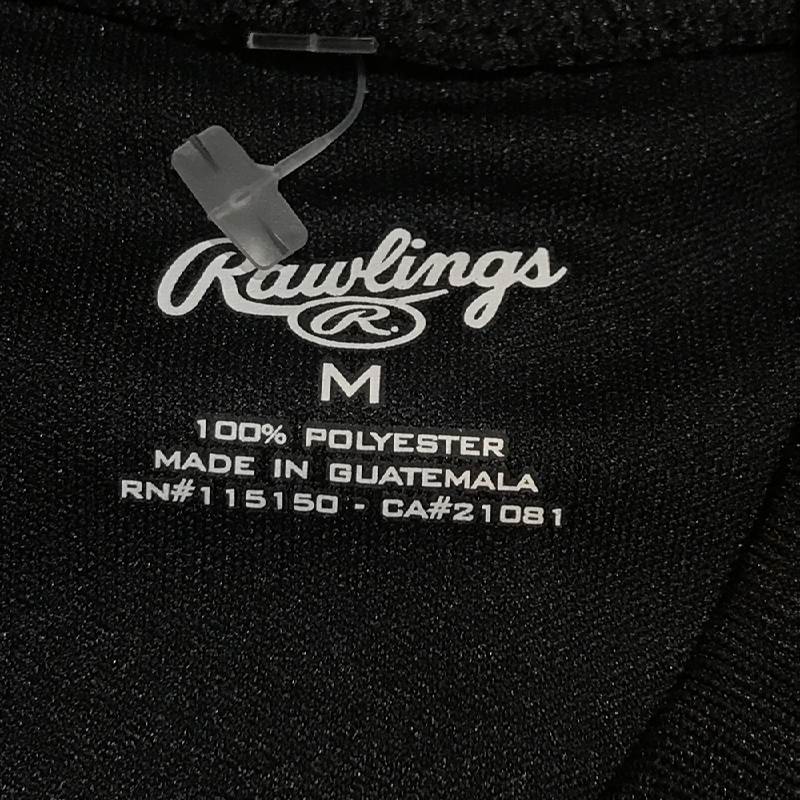 Rawlings
R.
M
100% POLYESTER
MADE IN GUATEMALA
RN#115150 - CA#21081